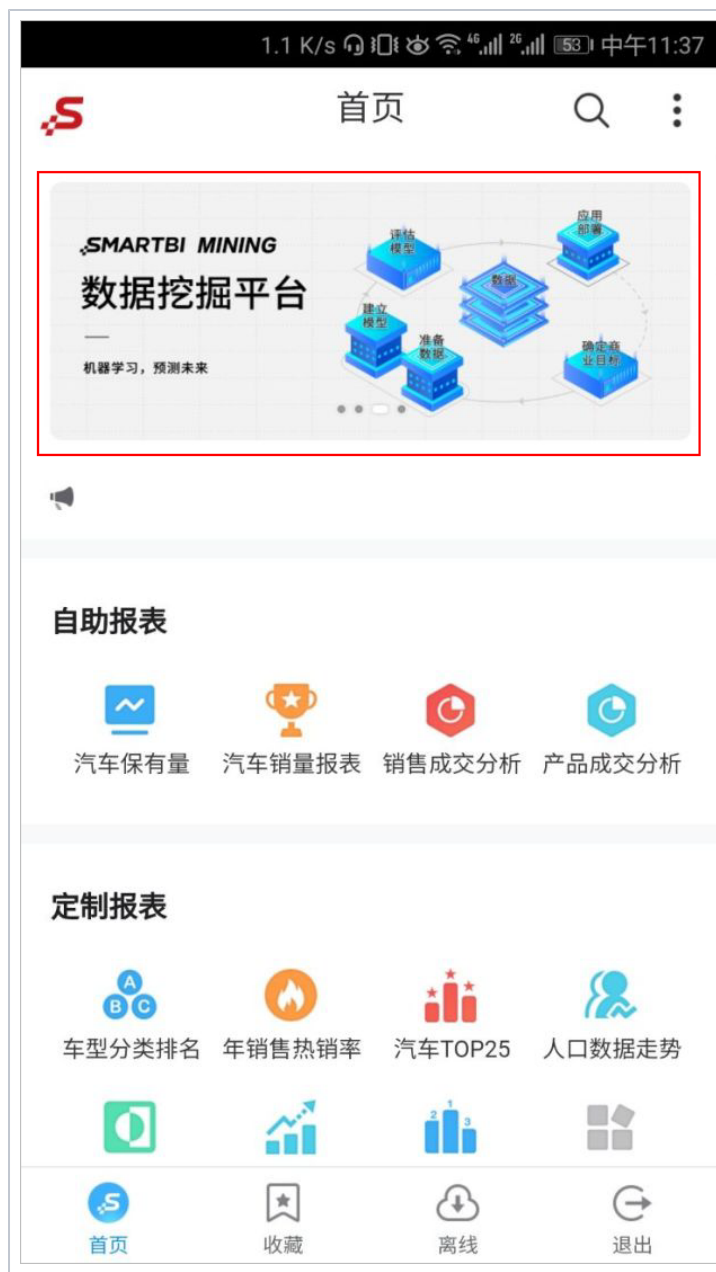 1.1 K/s 4G 2G 53 中午11:37
首页
SMARTBI MINING
数据挖掘平台
机器学习，预测未来
评估
模型
应用
部署
数据
建立
模型
准备
数据
确定商
业目标
自助报表
汽车保有量 汽车销量报表 销售成交分析 产品成交分析
定制报表
A
B C
车型分类排名 年销售热销率 汽车TOP25 人口数据走势
2 1 3
首页 收藏 离线 退出